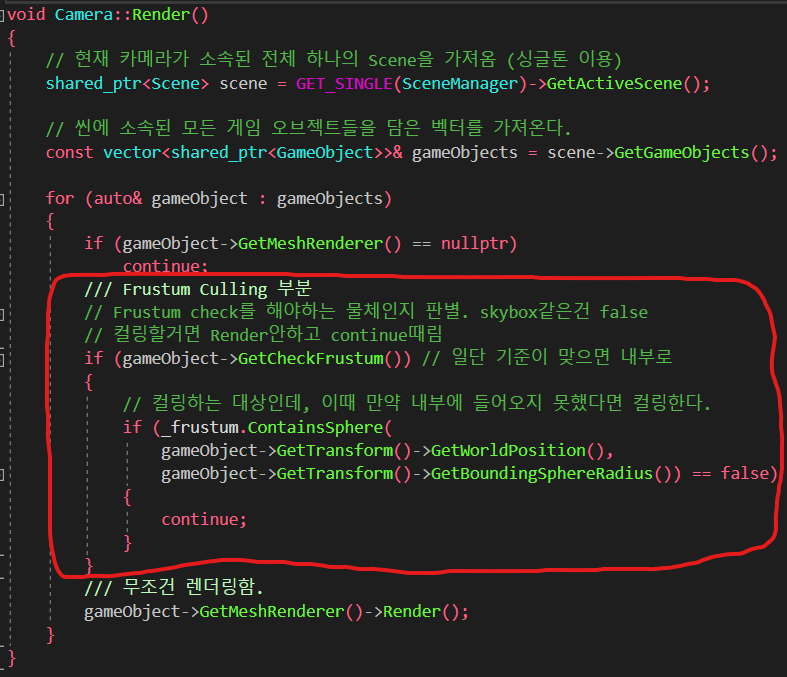 void Camera::Render()
{
// 현재 카메라가 소속된 전체 하나의 Scene을 가져옴 (싱글톤 이용)
shared_ptr<Scene> scene = GET_SINGLE(SceneManager)->GetActiveScene();
// 씬에 소속된 모든 게임 오브젝트들을 담은 벡터를 가져온다.
const vector<shared_ptr<GameObject>>& gameObjects = scene->GetGameObjects();
for (auto& gameObject : gameObjects)
{
if (gameObject->GetMeshRenderer() == nullptr)
continue;
/// Frustum Culling 부분
// Frustum check를 해야하는 물체인지 판별. skybox같은건 false
// 컬링할거면 Render안하고 continue때림
if (gameObject->GetCheckFrustum()) // 일단 기준이 맞으면 내부로
{
// 컬링하는 대상인데, 이때 만약 내부에 들어오지 못했다면 컬링한다.
if (_frustum.ContainsSphere(
gameObject->GetTransform()->GetWorldPosition(),
gameObject->GetTransform()->GetBoundingSphereRadius()) == false)
{
continue;
}
}
/// 무조건 렌더링함.
gameObject->GetMeshRenderer()->Render();
}
}